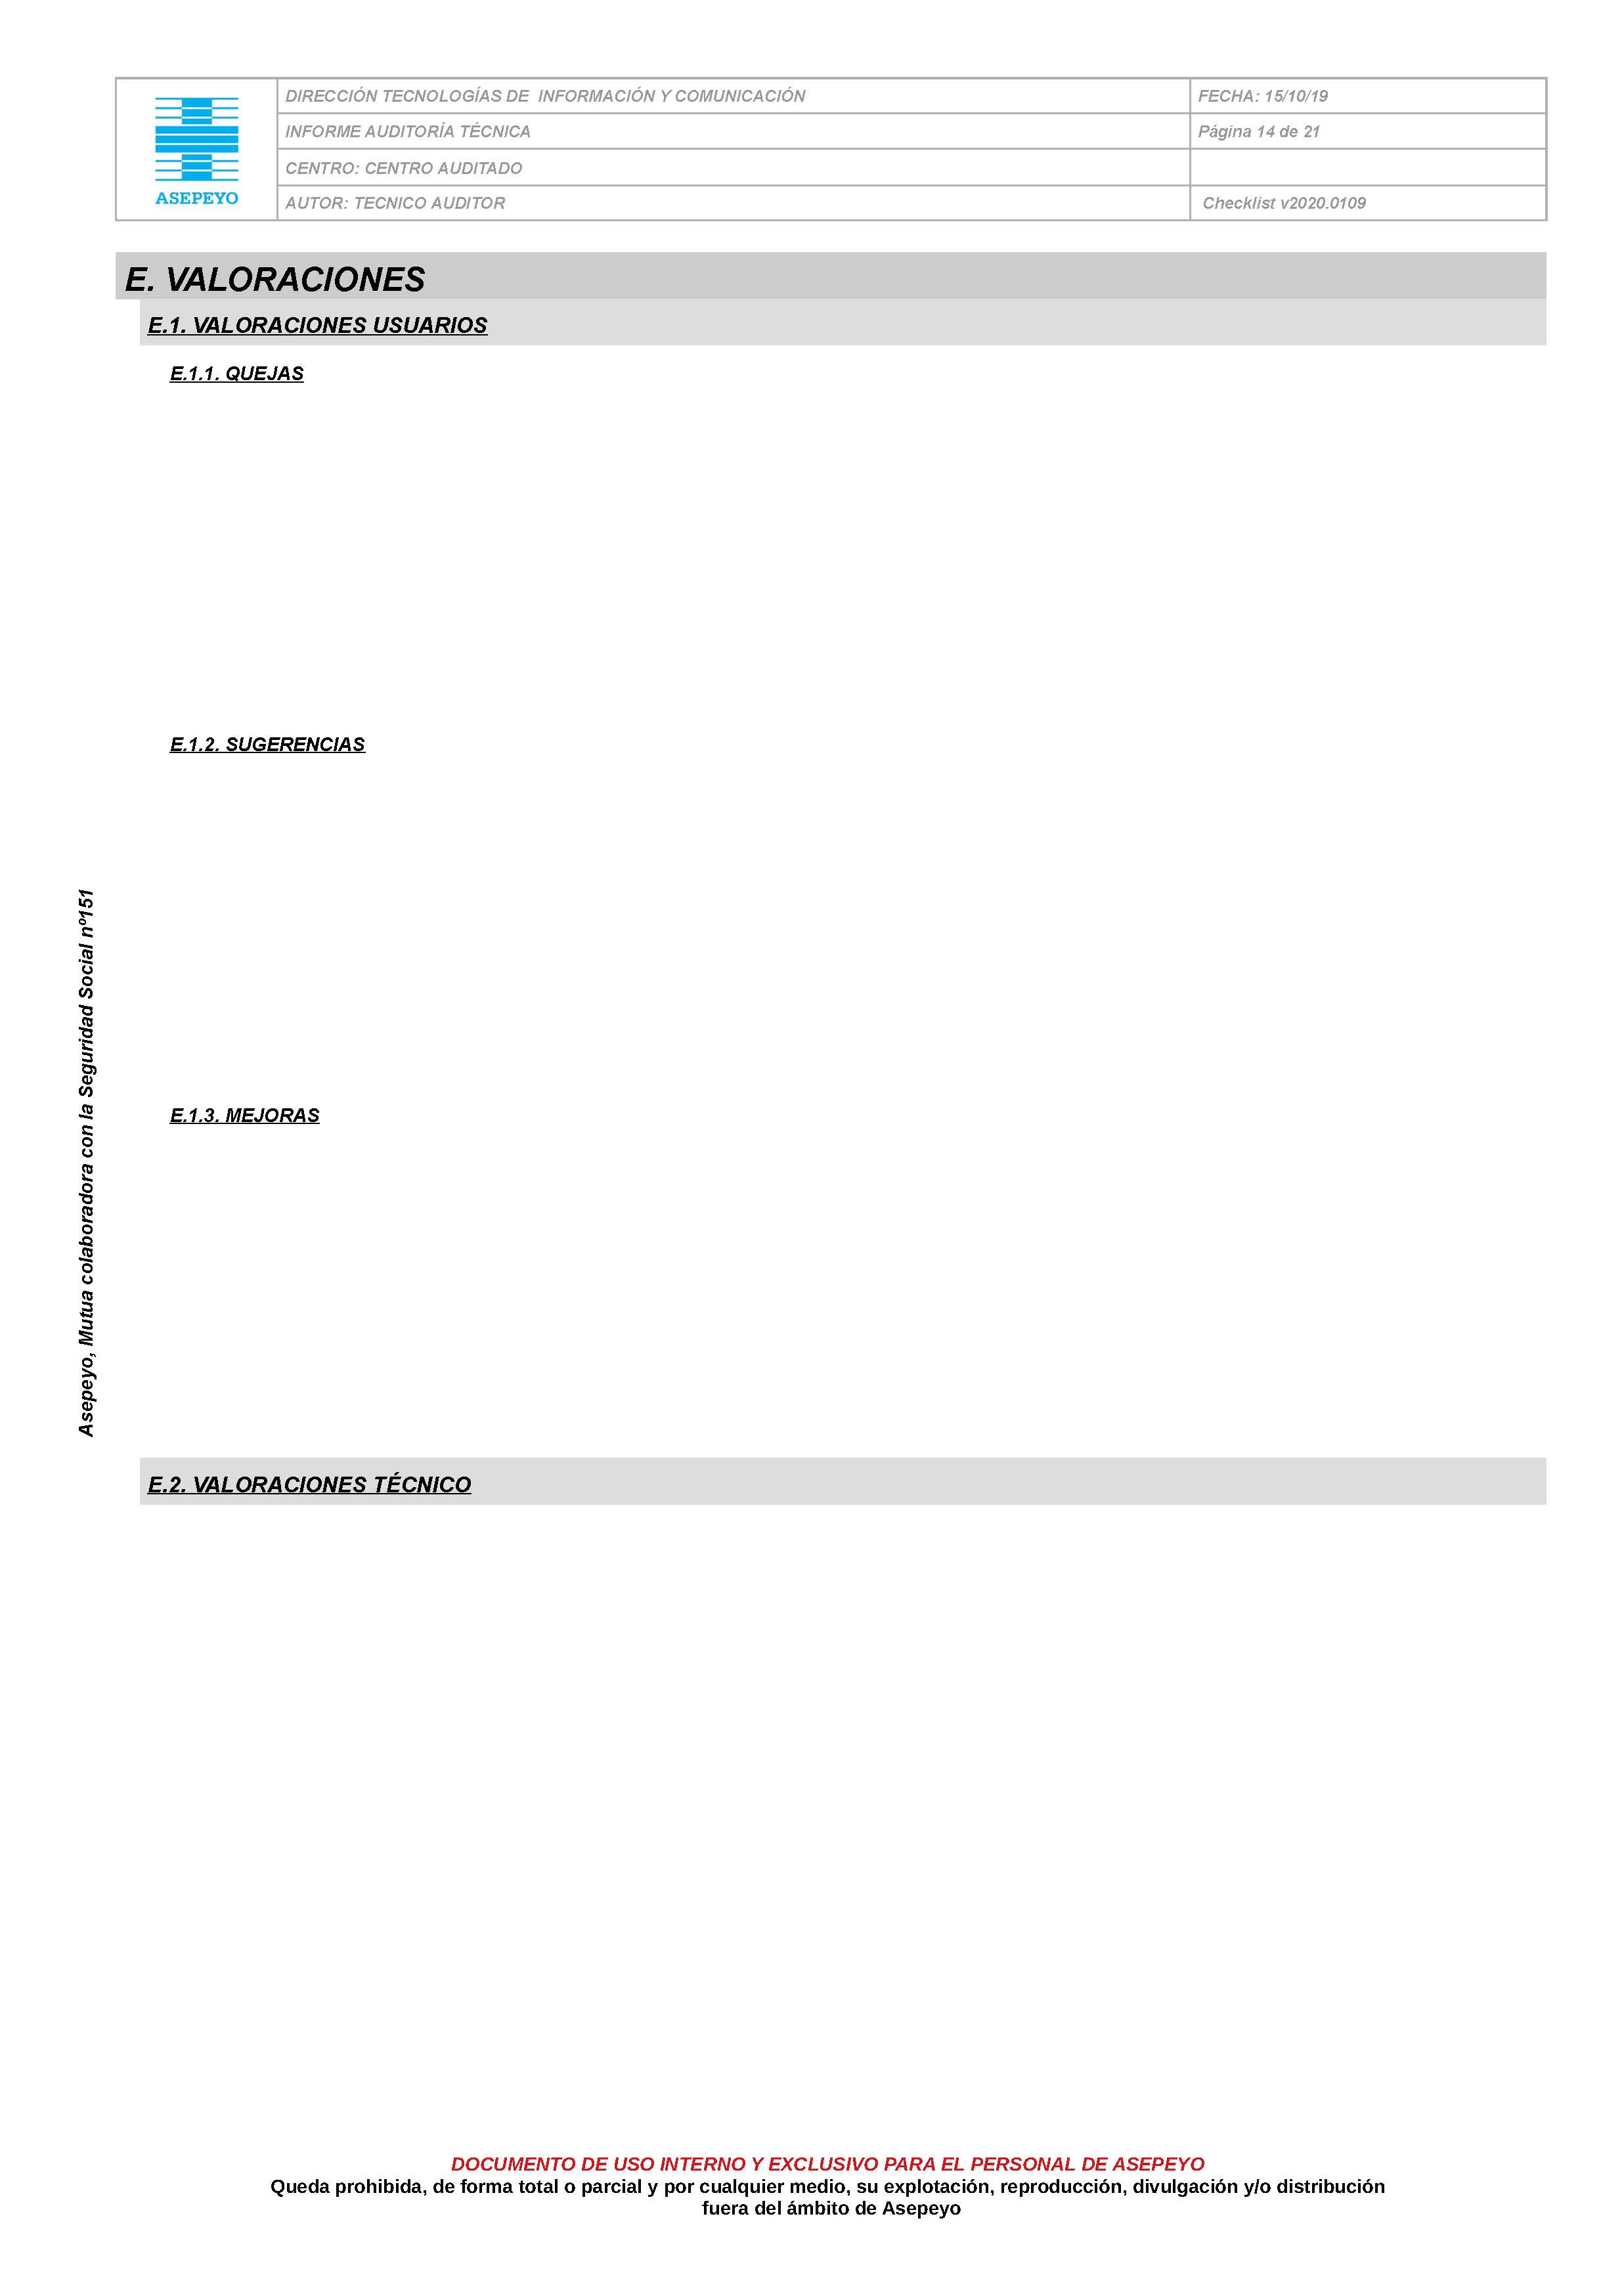 DIRECCIÓN TECNOLOGÍAS DE  INFORMACIÓN Y COMUNICACIÓN
FECHA: 15/10/19
INFORME AUDITORÍA TÉCNICA
Página 14 de 21
CENTRO: CENTRO AUDITADO
ASEPEYO
AUTOR: TECNICO AUDITOR
Checklist v2020.0109
E. VALORACIONES
E.1. VALORACIONES USUARIOS
E.1.1. QUEJAS
E.1.2. SUGERENCIAS
E.1.3. MEJORAS
Asepeyo, Mutua colaboradora con la Seguridad Social nº151
E.2. VALORACIONES TÉCNICO
DOCUMENTO DE USO INTERNO Y EXCLUSIVO PARA EL PERSONAL DE ASEPEYO
Queda prohibida, de forma total o parcial y por cualquier medio, su explotación, reproducción, divulgación y/o distribución
fuera del ámbito de Asepeyo